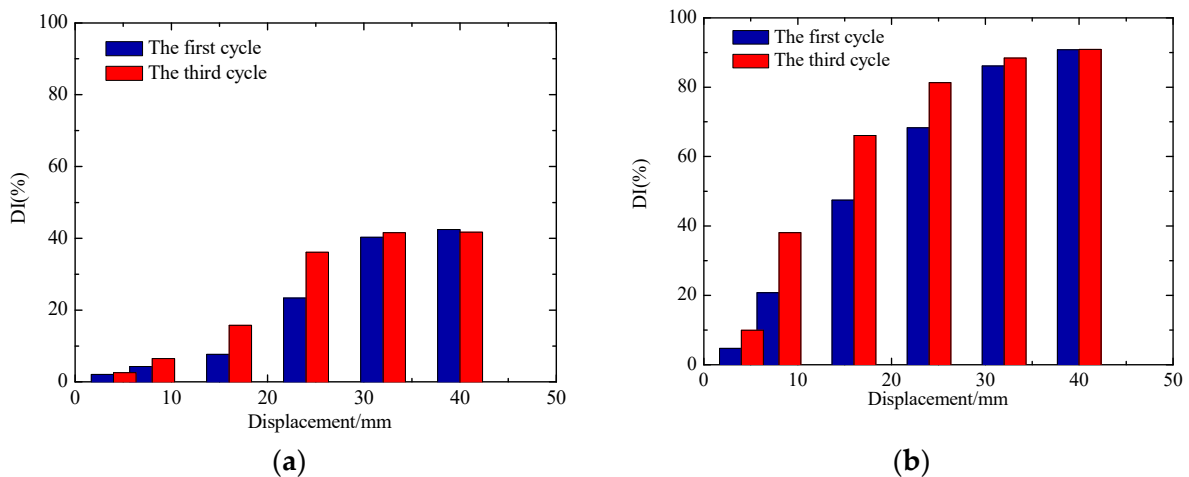 100
80
60
40
20
0
DI(%)
The first cycle
The third cycle
0 10 20 30 40 50
Displacement/mm
(a)
100
80
60
40
20
0
DI(%)
The first cycle
The third cycle
0 10 20 30 40 50
Displacement/mm
(b)